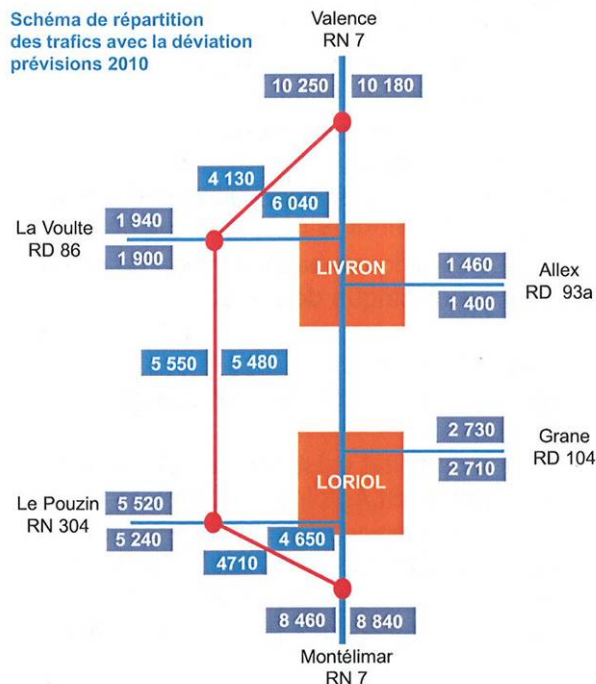 Schéma de répartition
des trafics avec la déviation
prévisions 2010
Valence
RN 7
10 250 10 180
4 130
6 040
La Voulte
RD 86
1 940
1 900
LIVRON
1 460
1 400
Allex
RD 93a
5 550 5 480
2 730
2 710
Grane
RD 104
LORIOL
Le Pouzin
RN 304
5 520
5 240
4 650
4710
8 460 8 840
Montélimar
RN 7